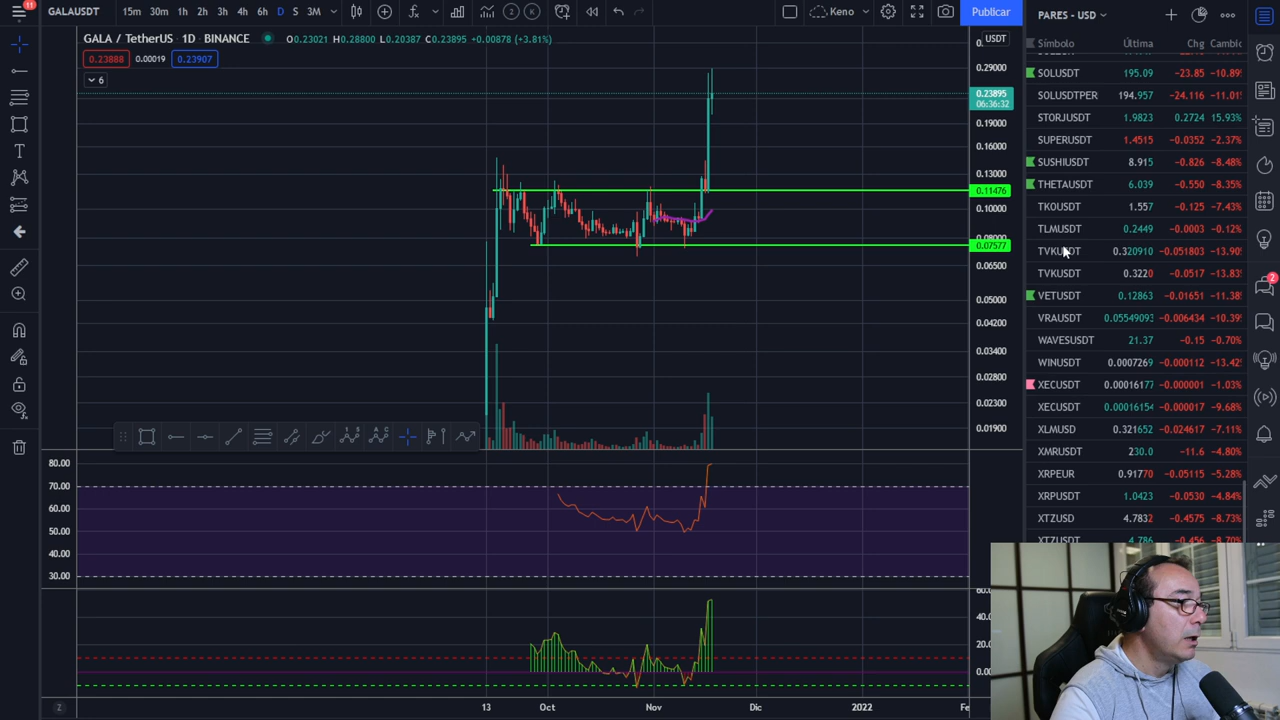 11
GALAUSDT
15m 30m 1h 2h 3h 4h 6h D S 3M
Keno
Publicar
PARES - USD
GALA / TetherUS · 1D · BINANCE
O0.23021 H0.28800 L0.20387 C0.23895 +0.00878 (+3.81%)
0.23888 0.00019 0.23907
6
USDT
0.29000
0.23895
06:36:32
0.19000
0.16000
0.13000
0.11476
0.10000
0.08000
0.07577
0.06500
0.05000
0.04200
0.03400
0.02800
0.02300
0.01900
80.00
70.00
60.00
50.00
40.00
30.00
20.00
13 Oct Nov Dic 2022
Z
Símbolo Última Chg Cambic
SOLUSDT 195.09 −23.85 −10.89%
SOLUSDTPER 194.957 −24.116 −11.01%
STORJUSDT 1.9823 0.2724 15.93%
SUPERUSDT 1.4515 −0.0352 −2.37%
SUSHIUSDT 8.915 −0.826 −8.48%
THETAUSDT 6.039 −0.550 −8.35%
TKOUSDT 1.557 −0.125 −7.43%
TLMUSDT 0.2449 −0.0003 −0.12%
TVKUSDT 0.320910 −0.051803 −13.90%
TVKUSDT 0.3220 −0.0517 −13.83%
VETUSDT 0.12863 −0.01651 −11.38%
VRAUSDT 0.05549093 −0.006434 −10.39%
WAVESUSDT 21.37 −0.15 −0.70%
WINUSDT 0.0007269 −0.000112 −13.42%
XECUSDT 0.00016177 −0.000001 −1.03%
XECUSDT 0.00016154 −0.000017 −9.68%
XLMUSD 0.321652 −0.024617 −7.11%
XMRUSDT 230.0 −11.6 −4.80%
XRPEUR 0.91770 −0.05115 −5.28%
XRPUSDT 1.0423 −0.0530 −4.84%
XTZUSD 4.7832 −0.4575 −8.73%
XTZUSDT 4.786 −0.456 −8.70%
2